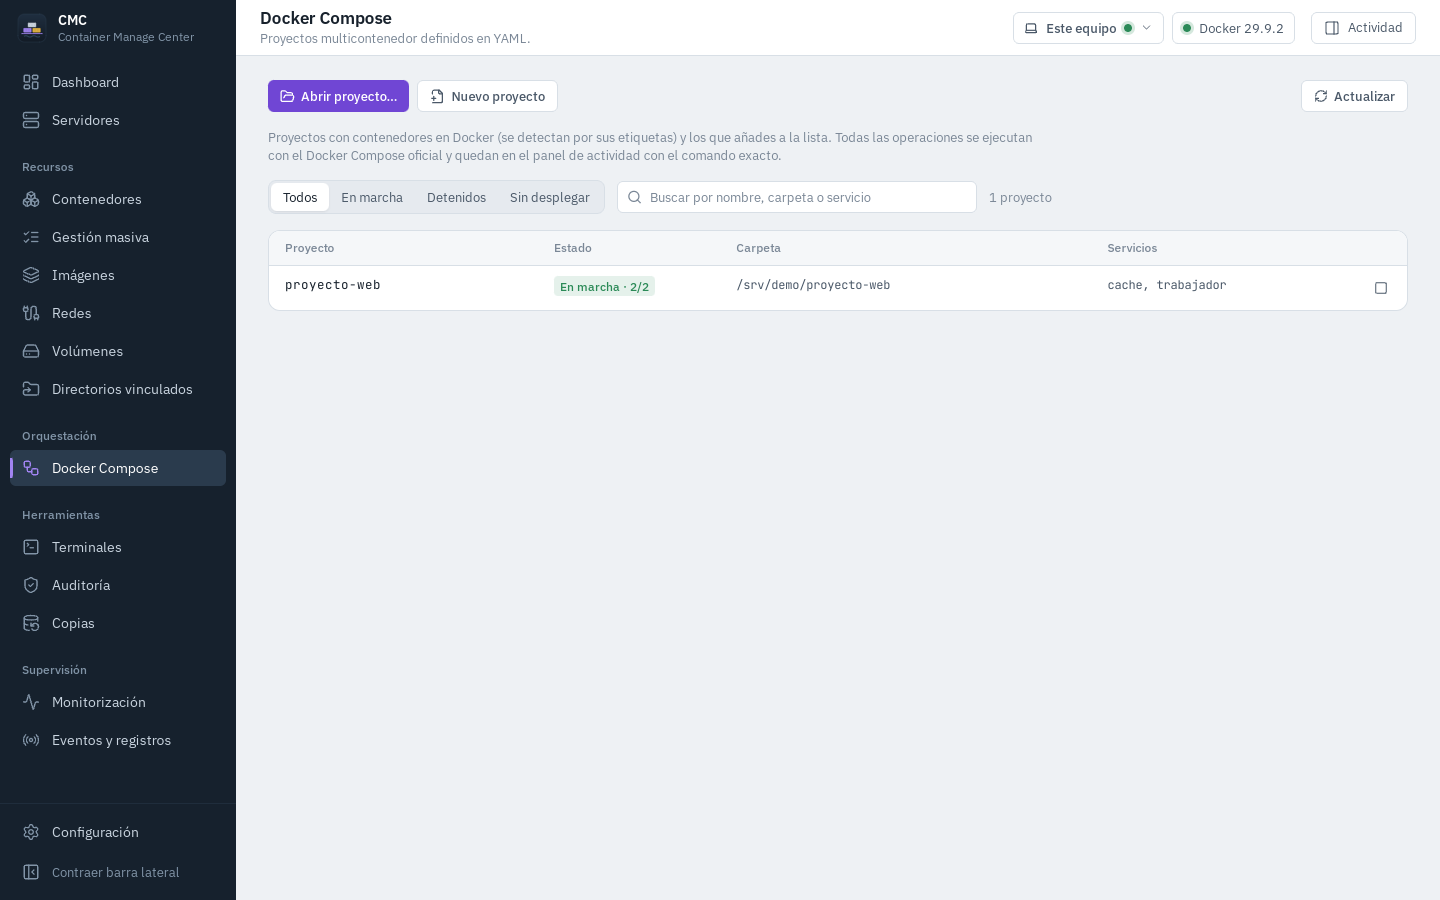 CMC
Container Manage Center
Dashboard
Servidores
Recursos
Contenedores
Gestión masiva
Imágenes
Redes
Volúmenes
Directorios vinculados
Orquestación
Docker Compose
Herramientas
Terminales
Auditoría
Copias
Supervisión
Monitorización
Eventos y registros
Configuración
Contraer barra lateral
Docker Compose
Proyectos multicontenedor definidos en YAML.
Este equipo
Docker 29.9.2
Actividad
Abrir proyecto...
Nuevo proyecto
Actualizar
Proyectos con contenedores en Docker (se detectan por sus etiquetas) y los que añades a la lista. Todas las operaciones se ejecutan
con el Docker Compose oficial y quedan en el panel de actividad con el comando exacto.
Todos En marcha Detenidos Sin desplegar
Buscar por nombre, carpeta o servicio
1 proyecto
Proyecto Estado Carpeta Servicios
proyecto-web En marcha · 2/2 /srv/demo/proyecto-web cache, trabajador